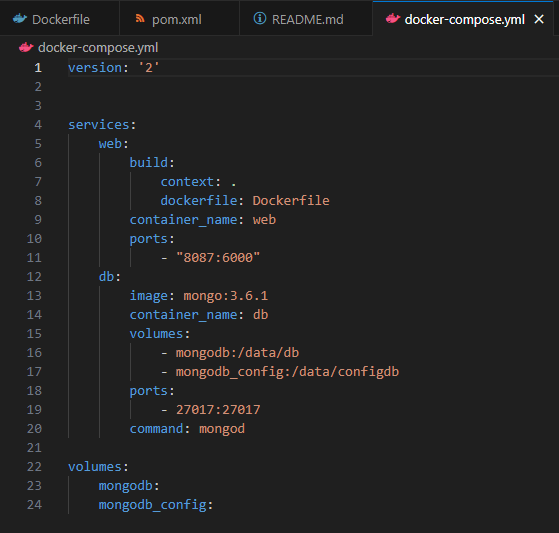 Dockerfile pom.xml README.md docker-compose.yml
docker-compose.yml
1 version: '2'
2
3
4 services:
5 web:
6 build:
7 context: .
8 dockerfile: Dockerfile
9 container_name: web
10 ports:
11 - "8087:6000"
12 db:
13 image: mongo:3.6.1
14 container_name: db
15 volumes:
16 - mongodb:/data/db
17 - mongodb_config:/data/configdb
18 ports:
19 - 27017:27017
20 command: mongod
21
22 volumes:
23 mongodb:
24 mongodb_config: